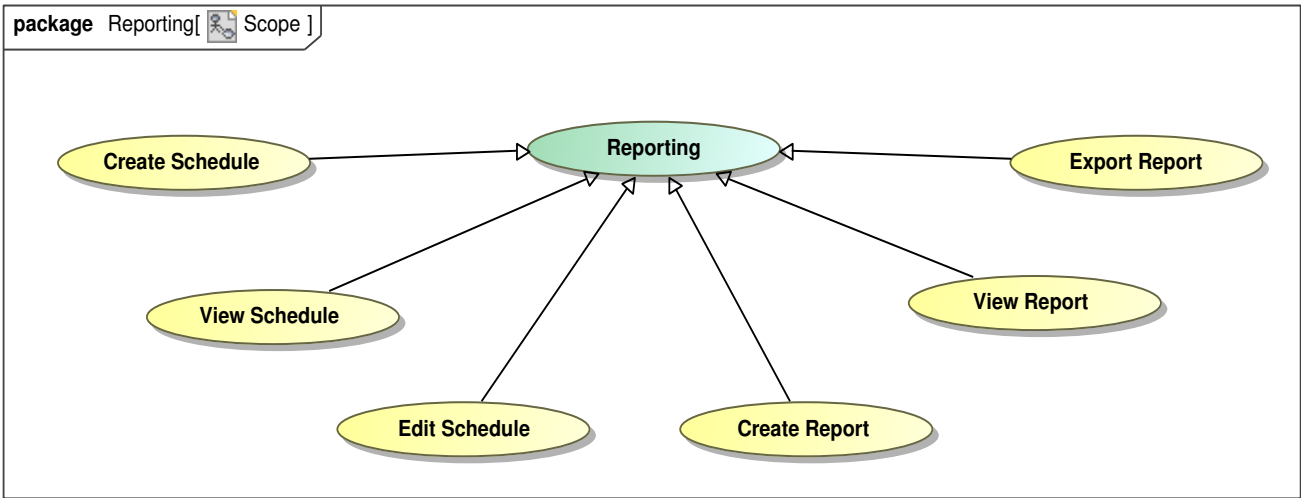 package Reporting[ Scope ]
Reporting
Create Schedule
Export Report
View Schedule
View Report
Edit Schedule
Create Report